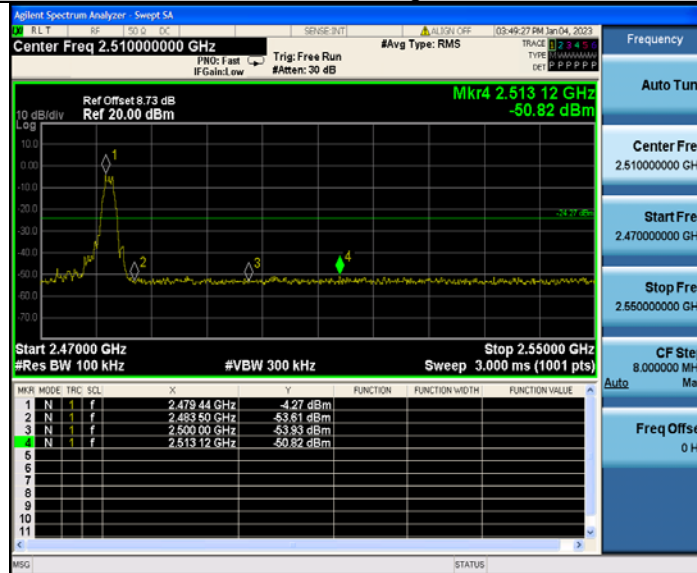 Agilent Spectrum Analyzer - Swept SA
RLT RF 50 Ω DC SENSE:INT ALIGN OFF 03:49:27 PM Jan 04, 2023
Center Freq 2.510000000 GHz #Avg Type: RMS TRACE 1 2 3 4 5 6
PNO: Fast Trig: Free Run TYPE
IFGain:Low #Atten: 30 dB DET P P P P P P
Mkr4 2.513 12 GHz
Ref Offset 8.73 dB
10 dB/div Ref 20.00 dBm -50.82 dBm
Log
10.0
0.00
-10.0
-20.0
-24.27 dBm
-30.0
-40.0
-50.0
-60.0
-70.0
1
2
3
4
Start 2.47000 GHz Stop 2.55000 GHz
#Res BW 100 kHz #VBW 300 kHz Sweep 3.000 ms (1001 pts)
MKR MODE TRC SCL X Y FUNCTION FUNCTION WIDTH FUNCTION VALUE
1 N 1 f 2.479 44 GHz -4.27 dBm
2 N 1 f 2.483 50 GHz -53.61 dBm
3 N 1 f 2.500 00 GHz -53.93 dBm
4 N 1 f 2.513 12 GHz -50.82 dBm
5
6
7
8
9
10
11
MSG STATUS
Frequency
Auto Tun
Center Fre
2.510000000 GH
Start Fre
2.470000000 GH
Stop Fre
2.550000000 GH
CF Ste
8.000000 MH
Auto Ma
Freq Offse
0 H